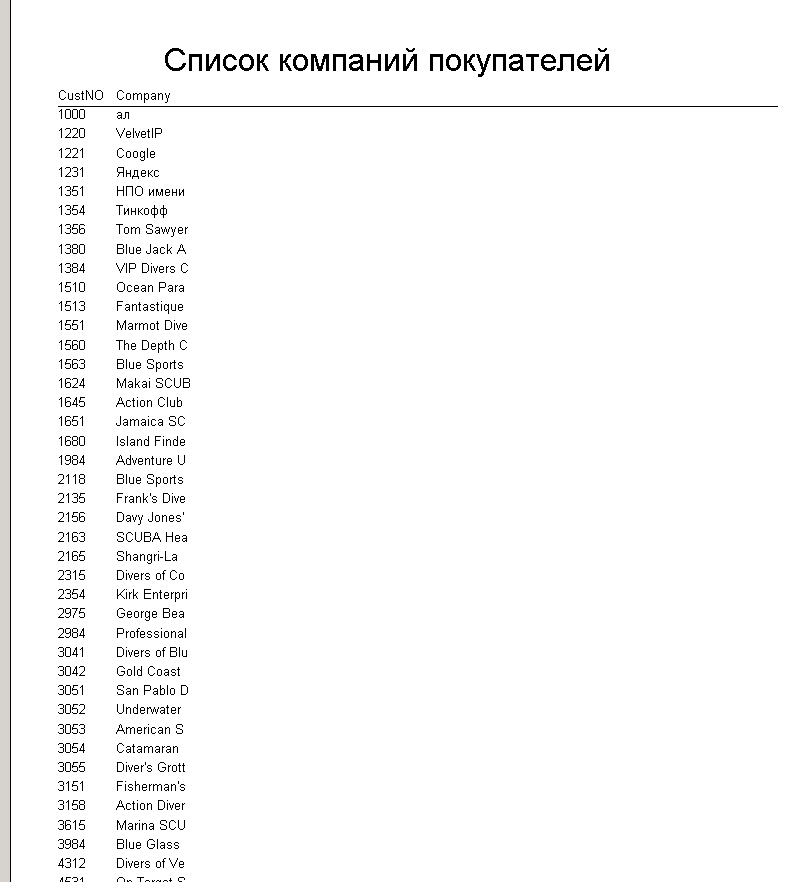 Список компаний покупателей
CustNO Company
1000 ал
1220 VelvetIP
1221 Coogle
1231 Яндекс
1351 НПО имени
1354 Тинкофф
1356 Tom Sawyer
1380 Blue Jack A
1384 VIP Divers C
1510 Ocean Para
1513 Fantastique
1551 Marmot Dive
1560 The Depth C
1563 Blue Sports
1624 Makai SCUB
1645 Action Club
1651 Jamaica SC
1680 Island Finde
1984 Adventure U
2118 Blue Sports
2135 Frank's Dive
2156 Davy Jones'
2163 SCUBA Hea
2165 Shangri-La
2315 Divers of Co
2354 Kirk Enterpri
2975 George Bea
2984 Professional
3041 Divers of Blu
3042 Gold Coast
3051 San Pablo D
3052 Underwater
3053 American S
3054 Catamaran
3055 Diver's Grott
3151 Fisherman's
3158 Action Diver
3615 Marina SCU
3984 Blue Glass
4312 Divers of Ve
4531 On-Target S